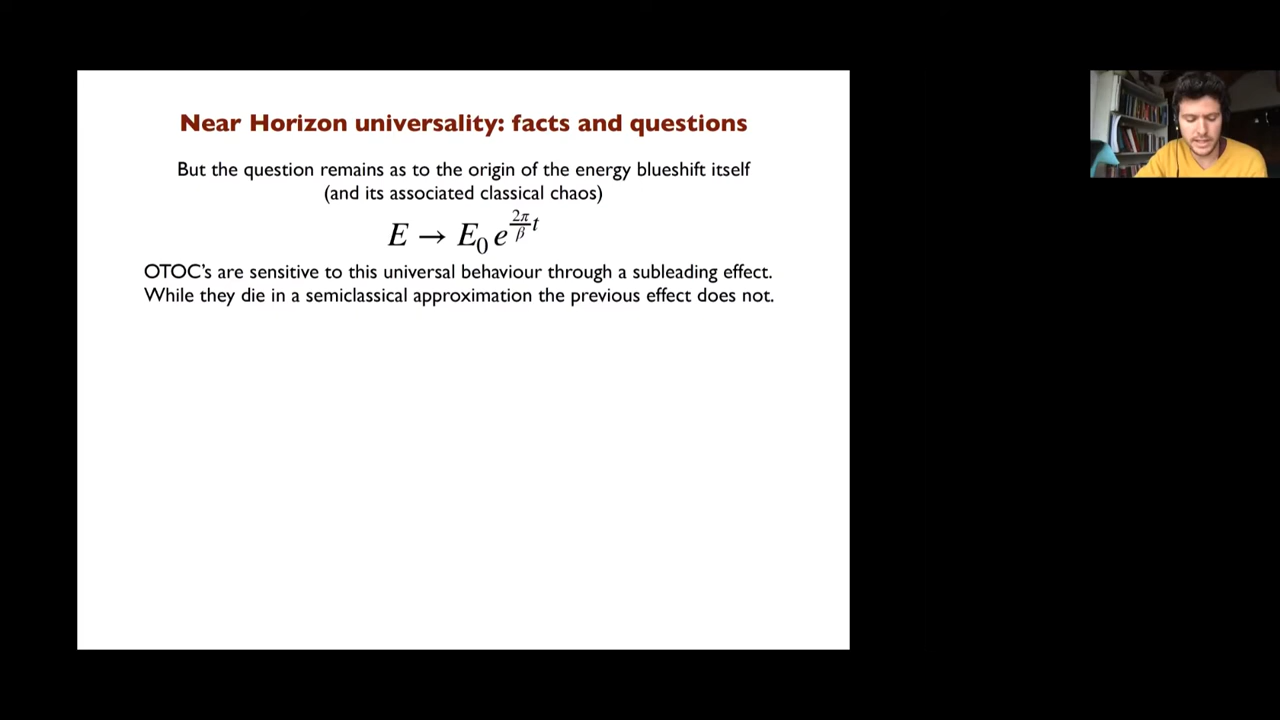 Near Horizon universality: facts and questions
But the question remains as to the origin of the energy blueshift itself
(and its associated classical chaos)
E → E₀ e^{\frac{2π}{β}t}
OTOC's are sensitive to this universal behaviour through a subleading effect.
While they die in a semiclassical approximation the previous effect does not.